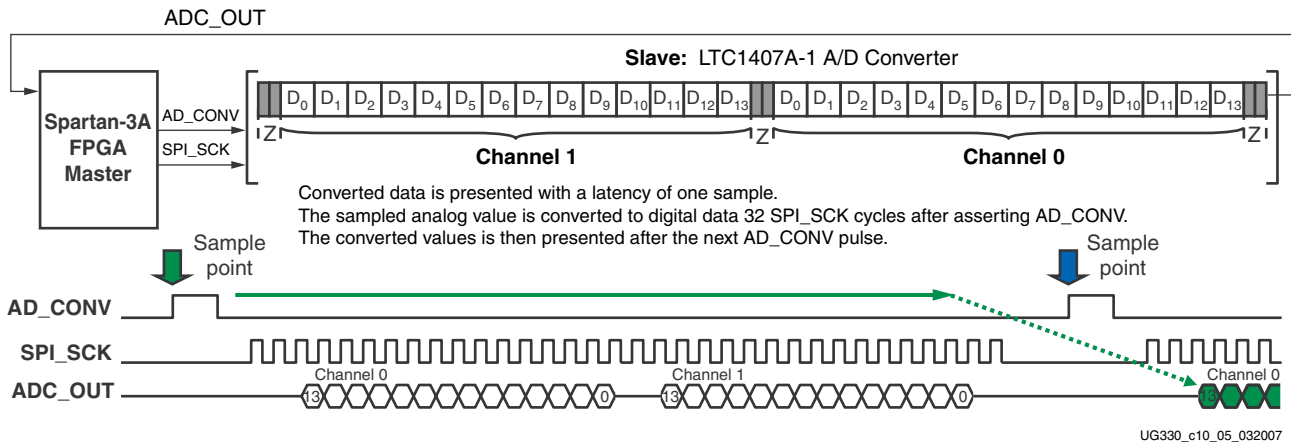 ADC_OUT
Slave: LTC1407A-1 A/D Converter
D0 D1 D2 D3 D4 D5 D6 D7 D8 D9 D10 D11 D12 D13 D0 D1 D2 D3 D4 D5 D6 D7 D8 D9 D10 D11 D12 D13
Spartan-3A
FPGA
Master
AD_CONV
SPI_SCK
Z Z Z
Channel 1 Channel 0
Converted data is presented with a latency of one sample.
The sampled analog value is converted to digital data 32 SPI_SCK cycles after asserting AD_CONV.
The converted values is then presented after the next AD_CONV pulse.
Sample
point
Sample
point
AD_CONV
SPI_SCK
Channel 0 Channel 1 Channel 0
ADC_OUT 13 0 13 0 13
UG330_c10_05_032007